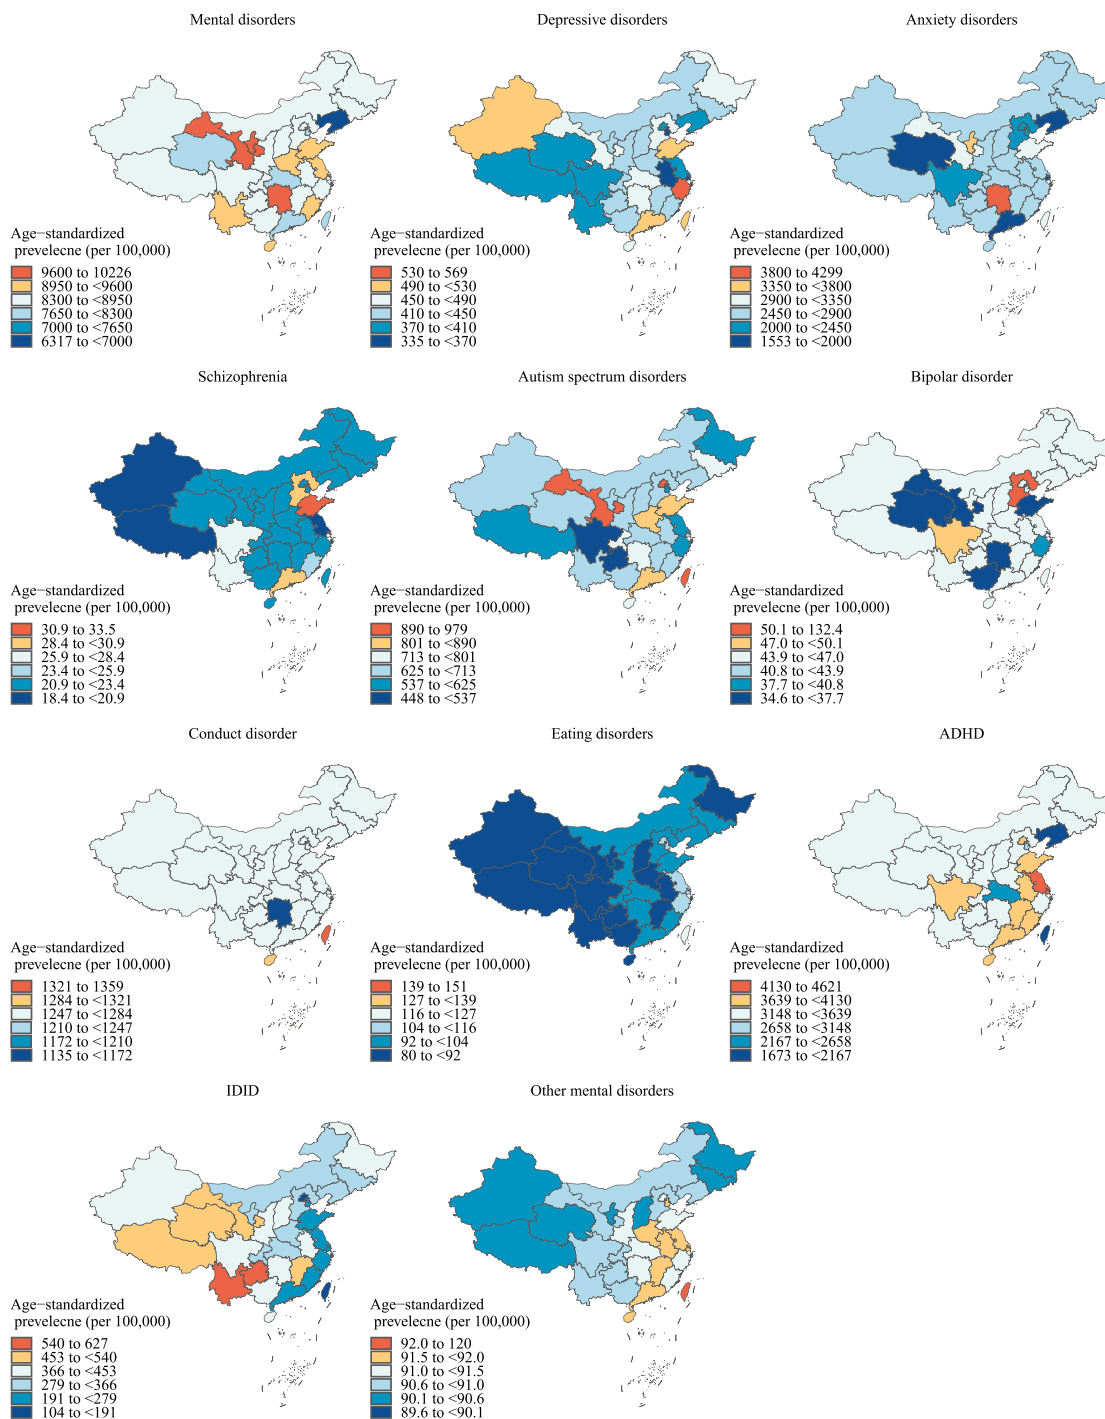 Mental disorders
Age-standardized
prevelecne (per 100,000)
9600 to 10226
8950 to <9600
8300 to <8950
7650 to <8300
7000 to <7650
6317 to <7000
Depressive disorders
Age-standardized
prevelecne (per 100,000)
530 to 569
490 to <530
450 to <490
410 to <450
370 to <410
335 to <370
Anxiety disorders
Age-standardized
prevelecne (per 100,000)
3800 to 4299
3350 to <3800
2900 to <3350
2450 to <2900
2000 to <2450
1553 to <2000
Schizophrenia
Age-standardized
prevelecne (per 100,000)
30.9 to 33.5
28.4 to <30.9
25.9 to <28.4
23.4 to <25.9
20.9 to <23.4
18.4 to <20.9
Autism spectrum disorders
Age-standardized
prevelecne (per 100,000)
890 to 979
801 to <890
713 to <801
625 to <713
537 to <625
448 to <537
Bipolar disorder
Age-standardized
prevelecne (per 100,000)
50.1 to 132.4
47.0 to <50.1
43.9 to <47.0
40.8 to <43.9
37.7 to <40.8
34.6 to <37.7
Conduct disorder
Age-standardized
prevelecne (per 100,000)
1321 to 1359
1284 to <1321
1247 to <1284
1210 to <1247
1172 to <1210
1135 to <1172
Eating disorders
Age-standardized
prevelecne (per 100,000)
139 to 151
127 to <139
116 to <127
104 to <116
92 to <104
80 to <92
ADHD
Age-standardized
prevelecne (per 100,000)
4130 to 4621
3639 to <4130
3148 to <3639
2658 to <3148
2167 to <2658
1673 to <2167
IDID
Age-standardized
prevelecne (per 100,000)
540 to 627
453 to <540
366 to <453
279 to <366
191 to <279
104 to <191
Other mental disorders
Age-standardized
prevelecne (per 100,000)
92.0 to 120
91.5 to <92.0
91.0 to <91.5
90.6 to <91.0
90.1 to <90.6
89.6 to <90.1